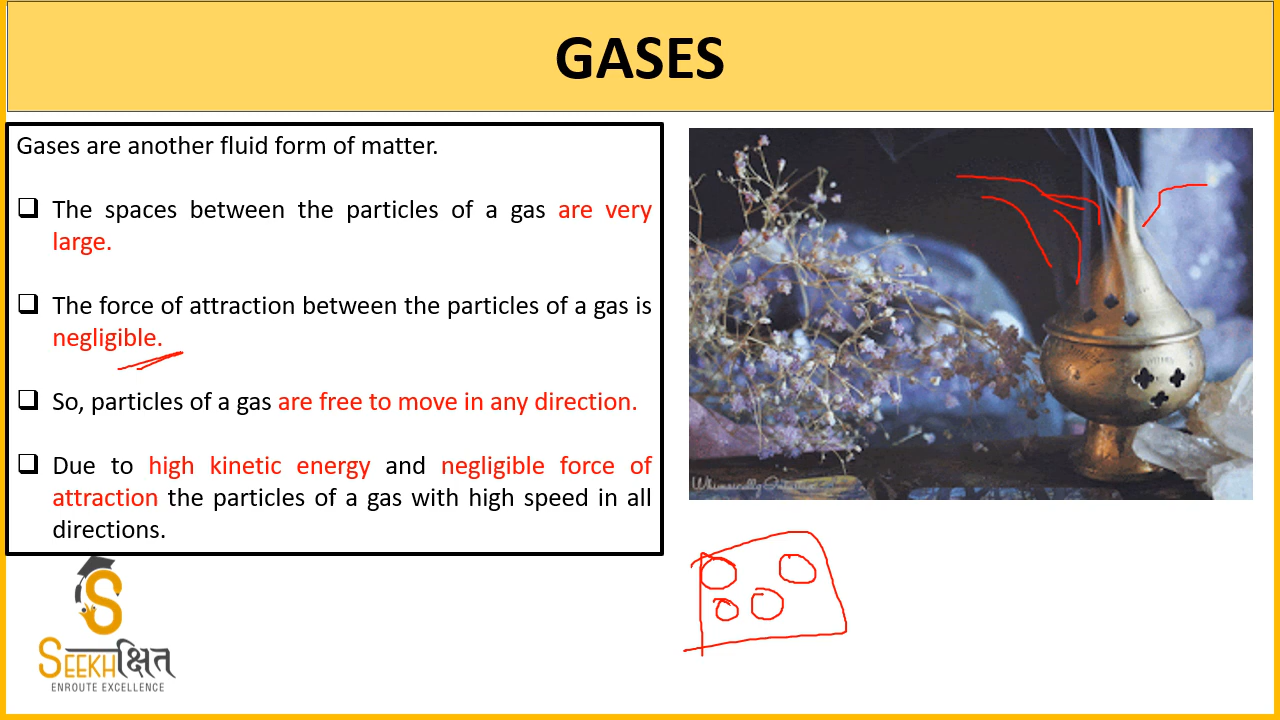 GASES
Gases are another fluid form of matter.
❑ The spaces between the particles of a gas are very
large.
❑ The force of attraction between the particles of a gas is
negligible.
❑ So, particles of a gas are free to move in any direction.
❑ Due to high kinetic energy and negligible force of
attraction the particles of a gas with high speed in all
directions.
SEEKHक्षित
ENROUTE EXCELLENCE